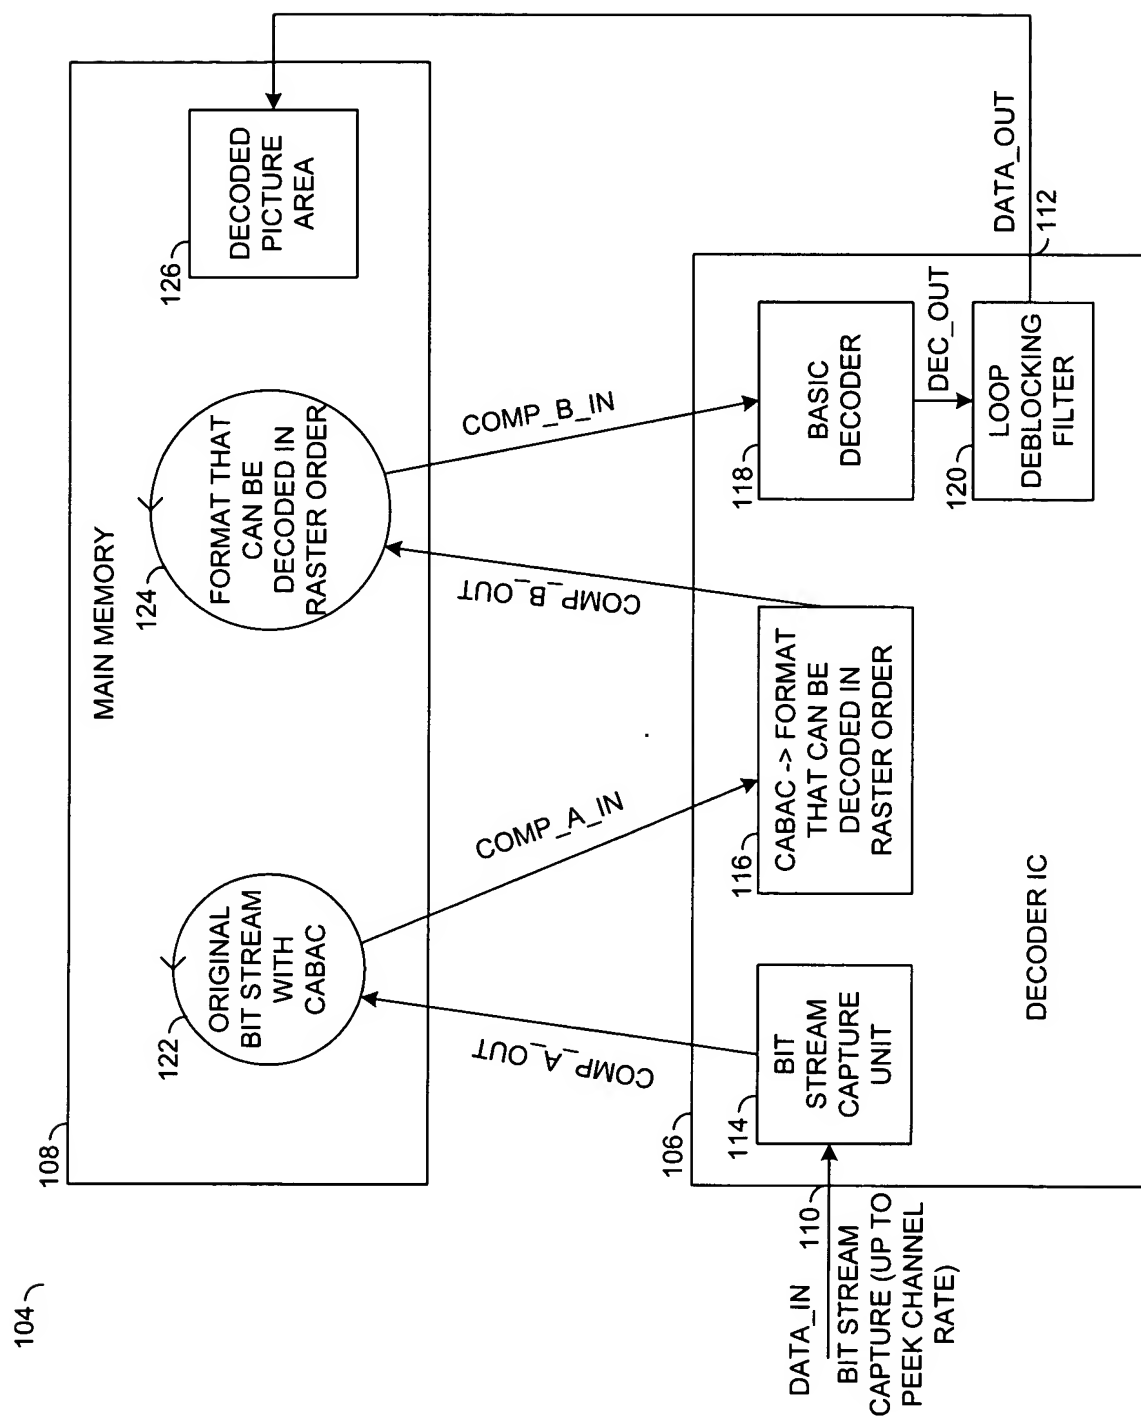 104
108
MAIN MEMORY
122
ORIGINAL
BIT STREAM
WITH
CABAC
124
FORMAT THAT
CAN BE
DECODED IN
RASTER ORDER
126
DECODED
PICTURE
AREA
COMP_A_OUT
COMP_A_IN
COMP_B_OUT
COMP_B_IN
DATA_OUT
DATA_IN
110
BIT STREAM
CAPTURE (UP TO
PEEK CHANNEL
RATE)
106
114
BIT
STREAM
CAPTURE
UNIT
116
CABAC -> FORMAT
THAT CAN BE
DECODED IN
RASTER ORDER
118
BASIC
DECODER
DEC_OUT
112
120
LOOP
DEBLOCKING
FILTER
DECODER IC